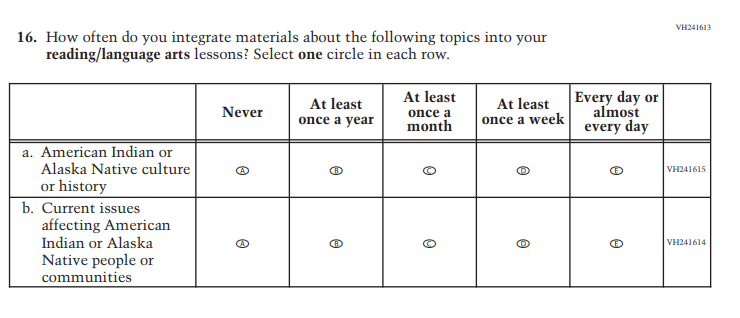 VH241613
16. How often do you integrate materials about the following topics into your
reading/language arts lessons? Select one circle in each row.
Never
At least
once a year
At least
once a
month
At least
once a week
Every day or
almost
every day
a. American Indian or
Alaska Native culture
or history
A B C D E VH241615
b. Current issues
affecting American
Indian or Alaska
Native people or
communities
A B C D E VH241614